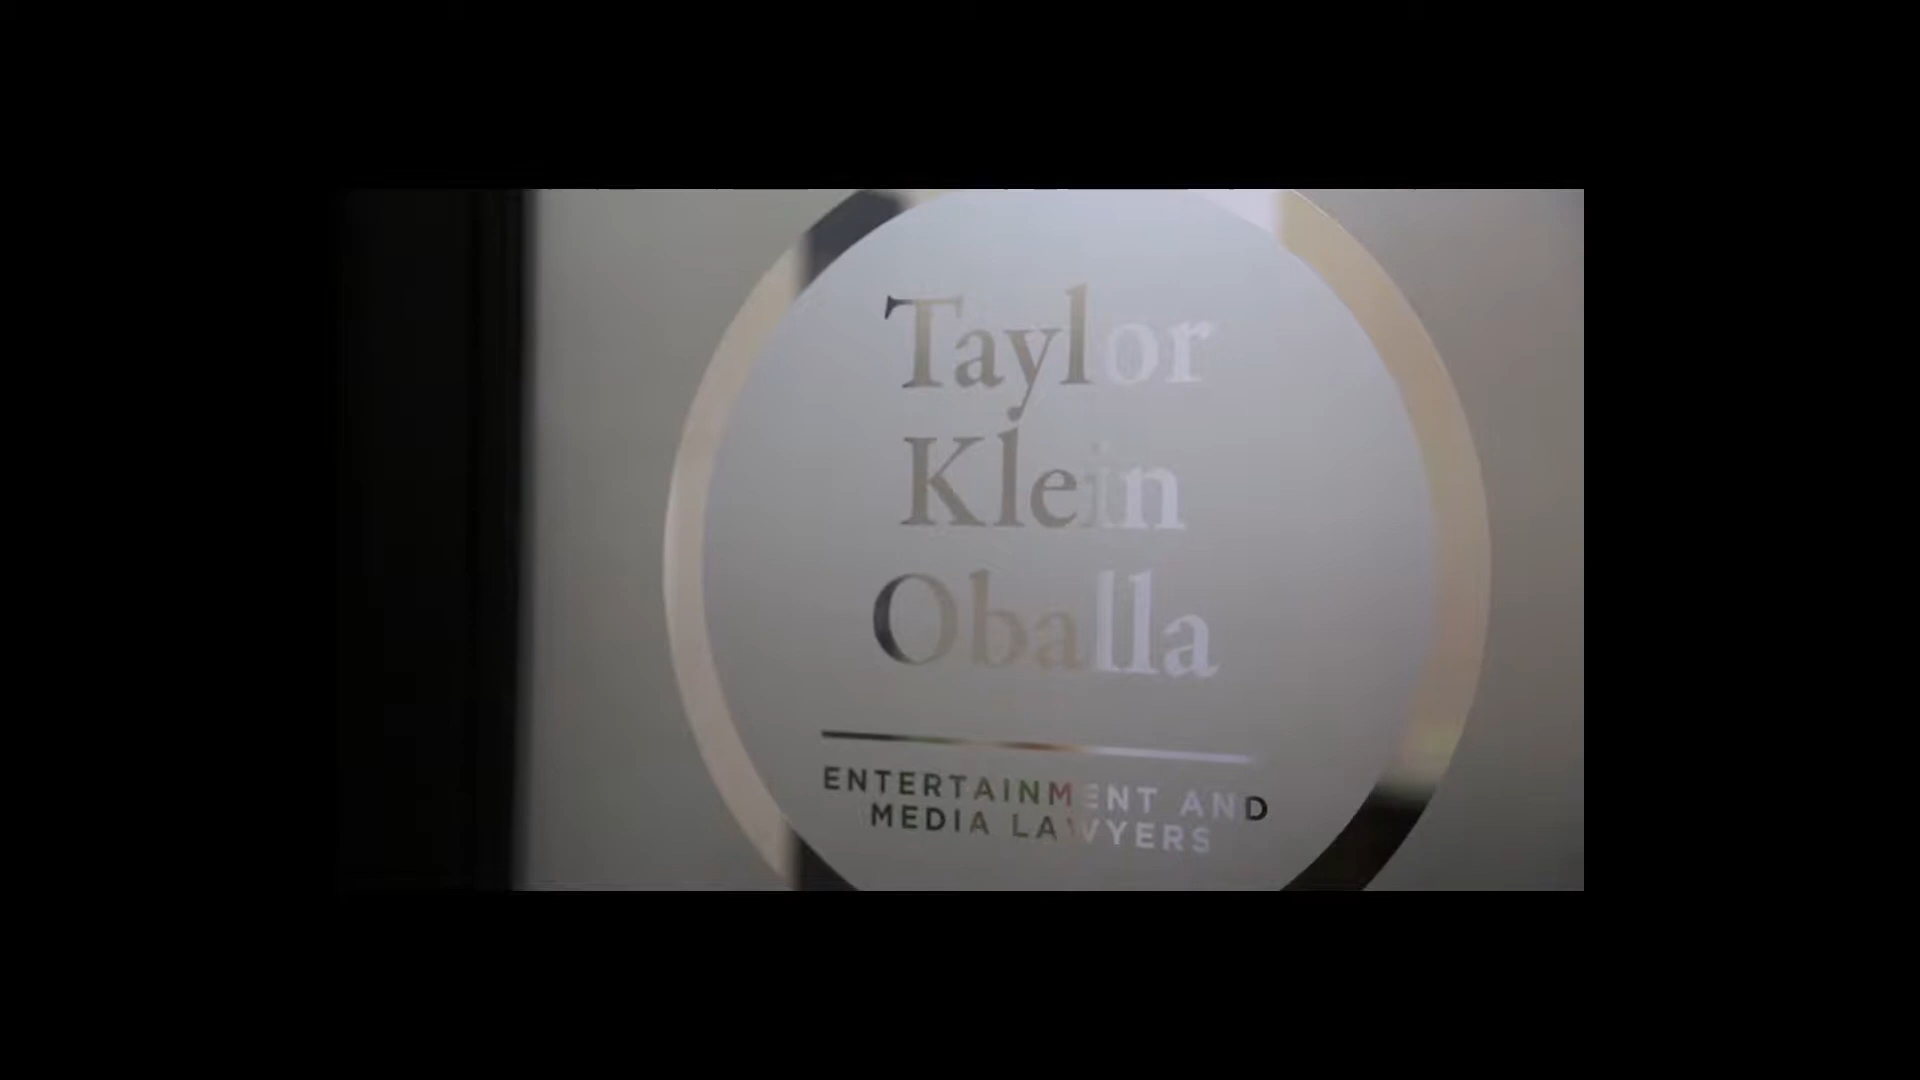 Taylor
Klein
Oballa
ENTERTAINMENT AND
MEDIA LAWYERS